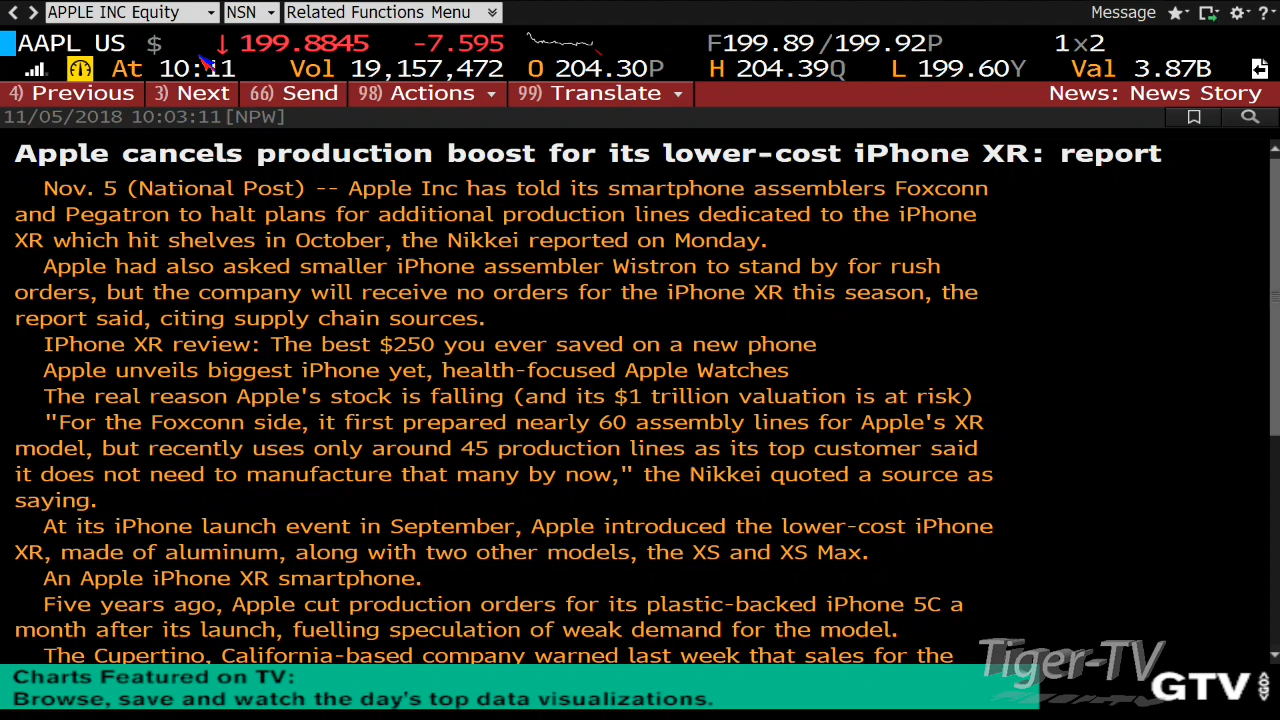 APPLE INC Equity NSN Related Functions Menu Message
AAPL US $ ↓ 199.8845 -7.595 F199.89/199.92P 1x2
At 10:11 Vol 19,157,472 O 204.30P H 204.39Q L 199.60Y Val 3.87B
4) Previous 3) Next 66) Send 98) Actions 99) Translate News: News Story
11/05/2018 10:03:11[NPW]
Apple cancels production boost for its lower-cost iPhone XR: report
Nov. 5 (National Post) -- Apple Inc has told its smartphone assemblers Foxconn
and Pegatron to halt plans for additional production lines dedicated to the iPhone
XR which hit shelves in October, the Nikkei reported on Monday.
Apple had also asked smaller iPhone assembler Wistron to stand by for rush
orders, but the company will receive no orders for the iPhone XR this season, the
report said, citing supply chain sources.
IPhone XR review: The best $250 you ever saved on a new phone
Apple unveils biggest iPhone yet, health-focused Apple Watches
The real reason Apple's stock is falling (and its $1 trillion valuation is at risk)
"For the Foxconn side, it first prepared nearly 60 assembly lines for Apple's XR
model, but recently uses only around 45 production lines as its top customer said
it does not need to manufacture that many by now," the Nikkei quoted a source as
saying.
At its iPhone launch event in September, Apple introduced the lower-cost iPhone
XR, made of aluminum, along with two other models, the XS and XS Max.
An Apple iPhone XR smartphone.
Five years ago, Apple cut production orders for its plastic-backed iPhone 5C a
month after its launch, fuelling speculation of weak demand for the model.
The Cupertino, California-based company warned last week that sales for the
Charts Featured on TV:
Browse, save and watch the day's top data visualizations.
Tiger-TV
GTV